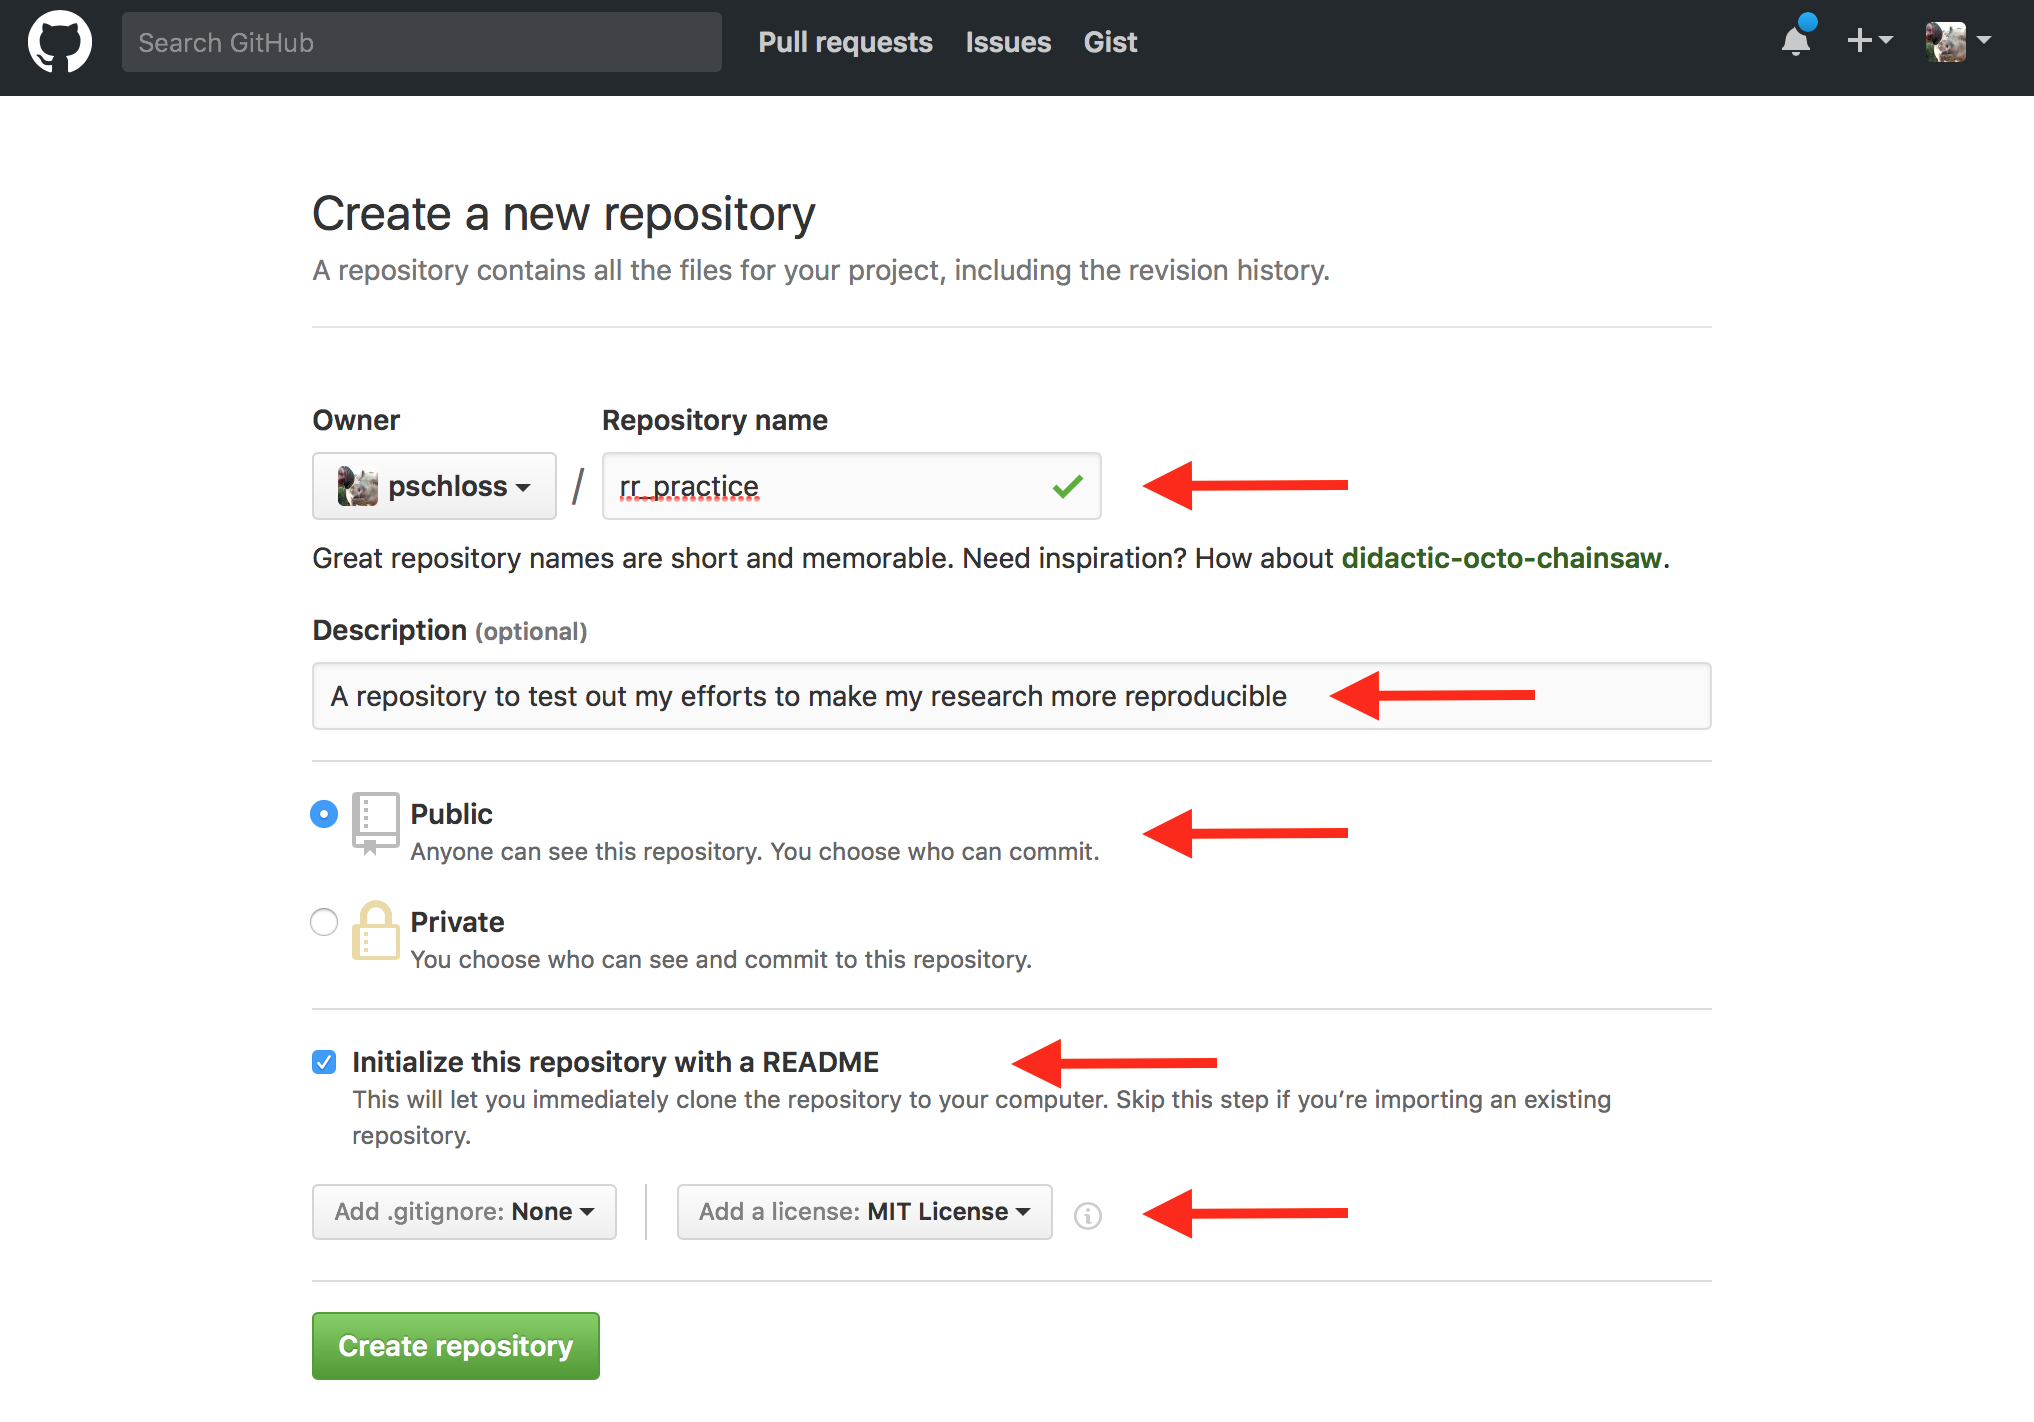 Search GitHub Pull requests Issues Gist
Create a new repository
A repository contains all the files for your project, including the revision history.
Owner Repository name
pschloss / rr_practice
Great repository names are short and memorable. Need inspiration? How about didactic-octo-chainsaw.
Description (optional)
A repository to test out my efforts to make my research more reproducible
Public
Anyone can see this repository. You choose who can commit.
Private
You choose who can see and commit to this repository.
Initialize this repository with a README
This will let you immediately clone the repository to your computer. Skip this step if you’re importing an existing
repository.
Add .gitignore: None Add a license: MIT License
Create repository